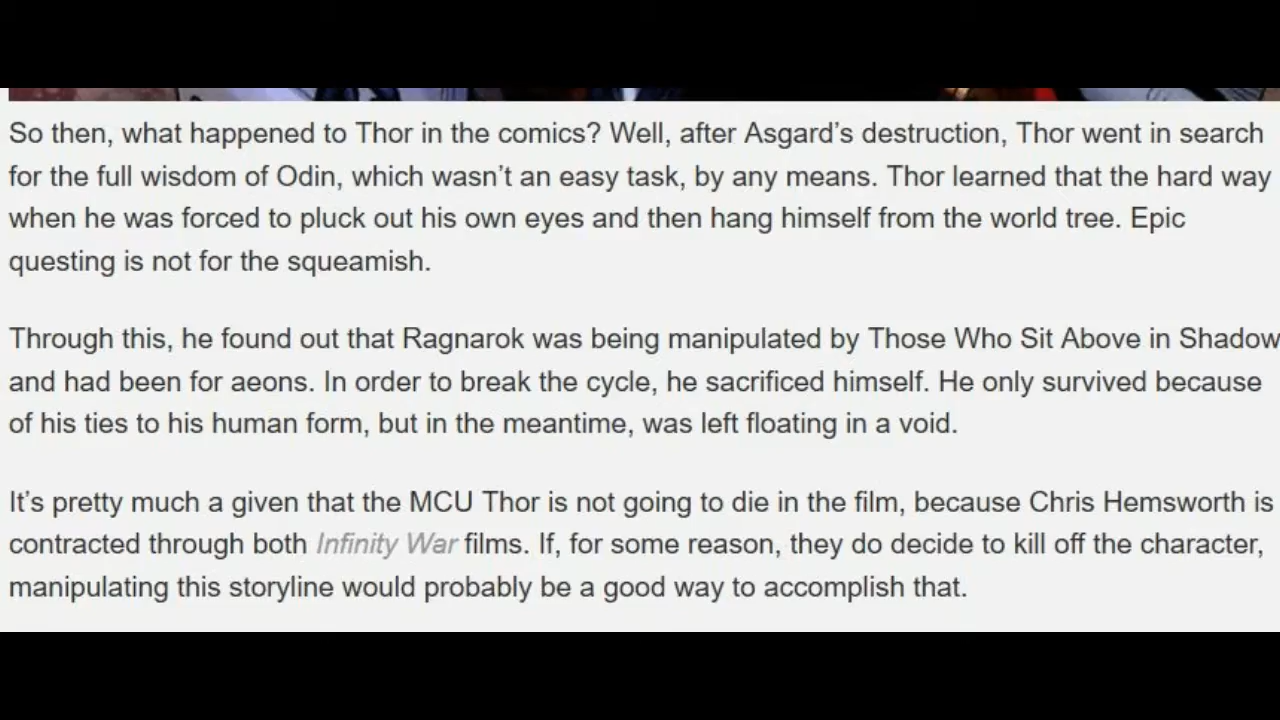 So then, what happened to Thor in the comics? Well, after Asgard’s destruction, Thor went in search
for the full wisdom of Odin, which wasn’t an easy task, by any means. Thor learned that the hard way
when he was forced to pluck out his own eyes and then hang himself from the world tree. Epic
questing is not for the squeamish.
Through this, he found out that Ragnarok was being manipulated by Those Who Sit Above in Shadow
and had been for aeons. In order to break the cycle, he sacrificed himself. He only survived because
of his ties to his human form, but in the meantime, was left floating in a void.
It’s pretty much a given that the MCU Thor is not going to die in the film, because Chris Hemsworth is
contracted through both Infinity War films. If, for some reason, they do decide to kill off the character,
manipulating this storyline would probably be a good way to accomplish that.